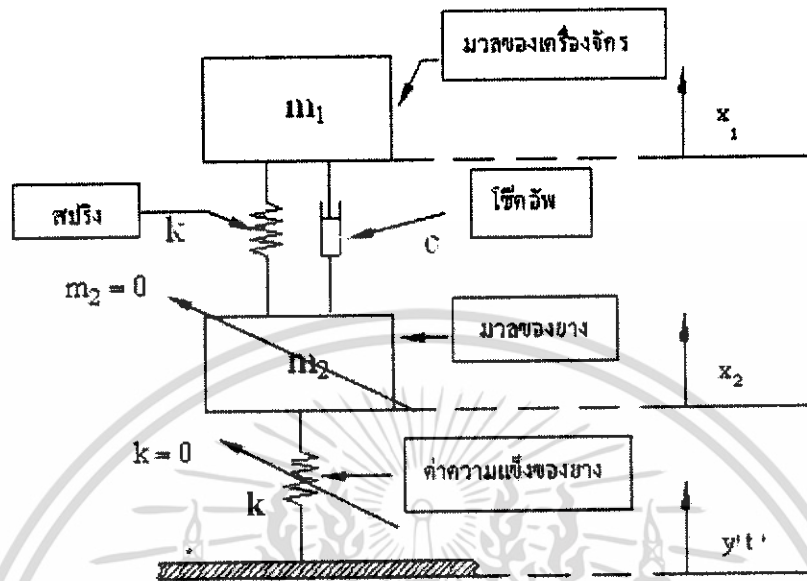 มวลของเครื่องจักร
m₁
x₁
สปริง
โช๊คอัพ
k
c
m₂ = 0
มวลของยาง
m₂
x₂
k = 0
ค่าความแข็งของยาง
k
y't'